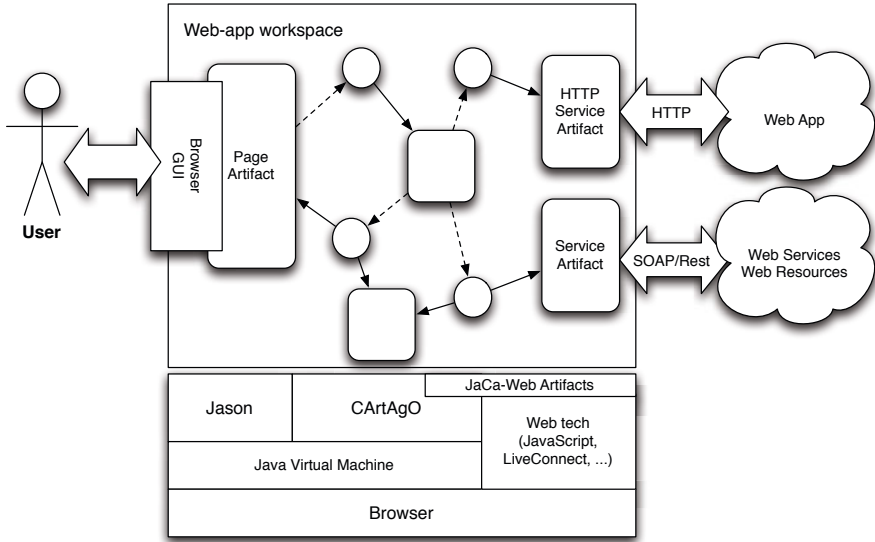 Web-app workspace
User
Browser
GUI
Page
Artifact
HTTP
Service
Artifact
HTTP
Web App
Service
Artifact
SOAP/Rest
Web Services
Web Resources
JaCa-Web Artifacts
Jason
CArtAgO
Web tech
(JavaScript,
LiveConnect, ...)
Java Virtual Machine
Browser